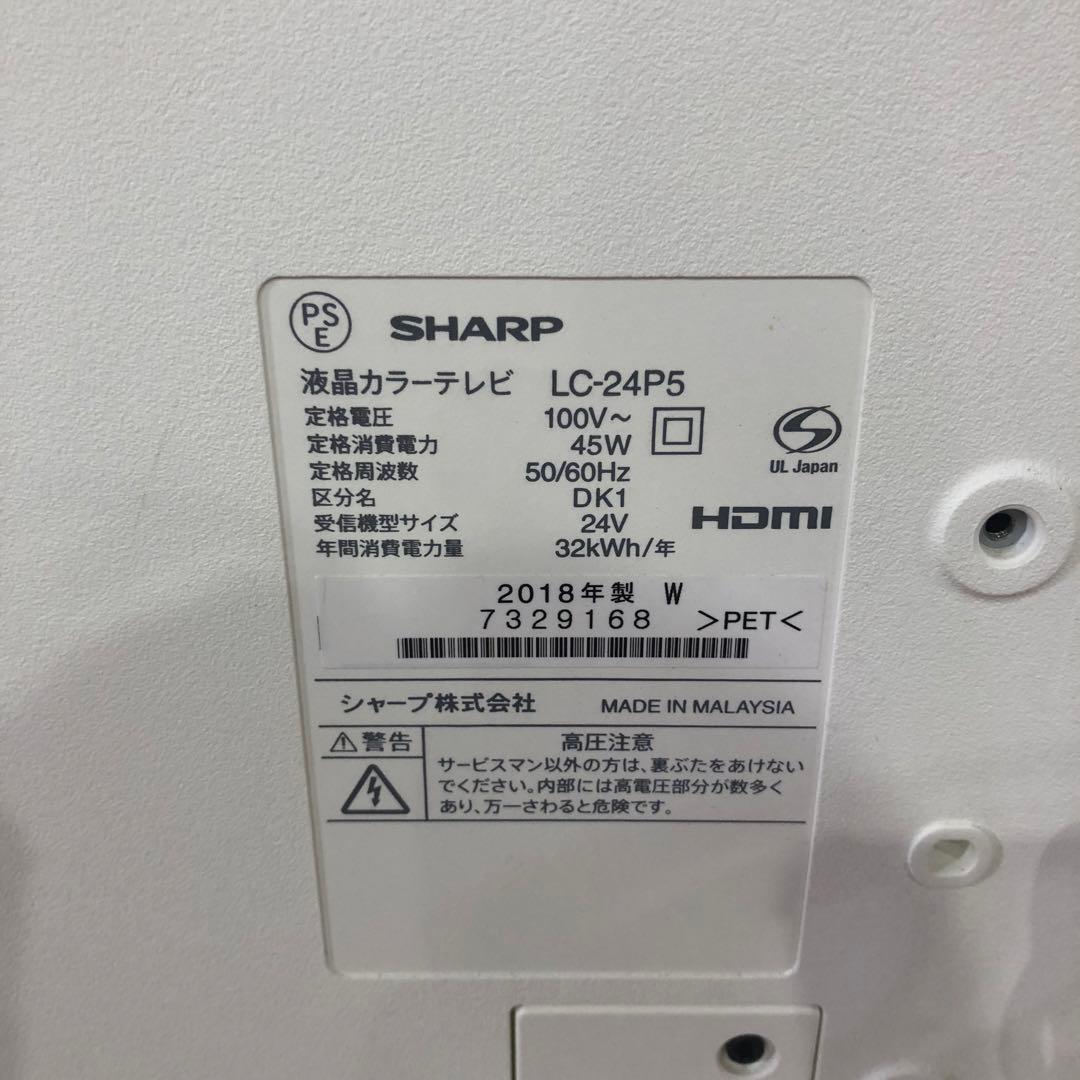 PSE SHARP
液晶カラーテレビ LC-24P5
定格電圧 100V～
定格消費電力 45W
定格周波数 50/60Hz
区分名 DK1
受信機型サイズ 24V
年間消費電力量 32kWh/年
S
UL Japan
HDMI
2018年製 W
7329168 >PET<
シャープ株式会社 MADE IN MALAYSIA
⚠警告
高圧注意
サービスマン以外の方は、裏ぶたをあけない
でください。内部には高電圧部分が数多く
あり、万一さわると危険です。